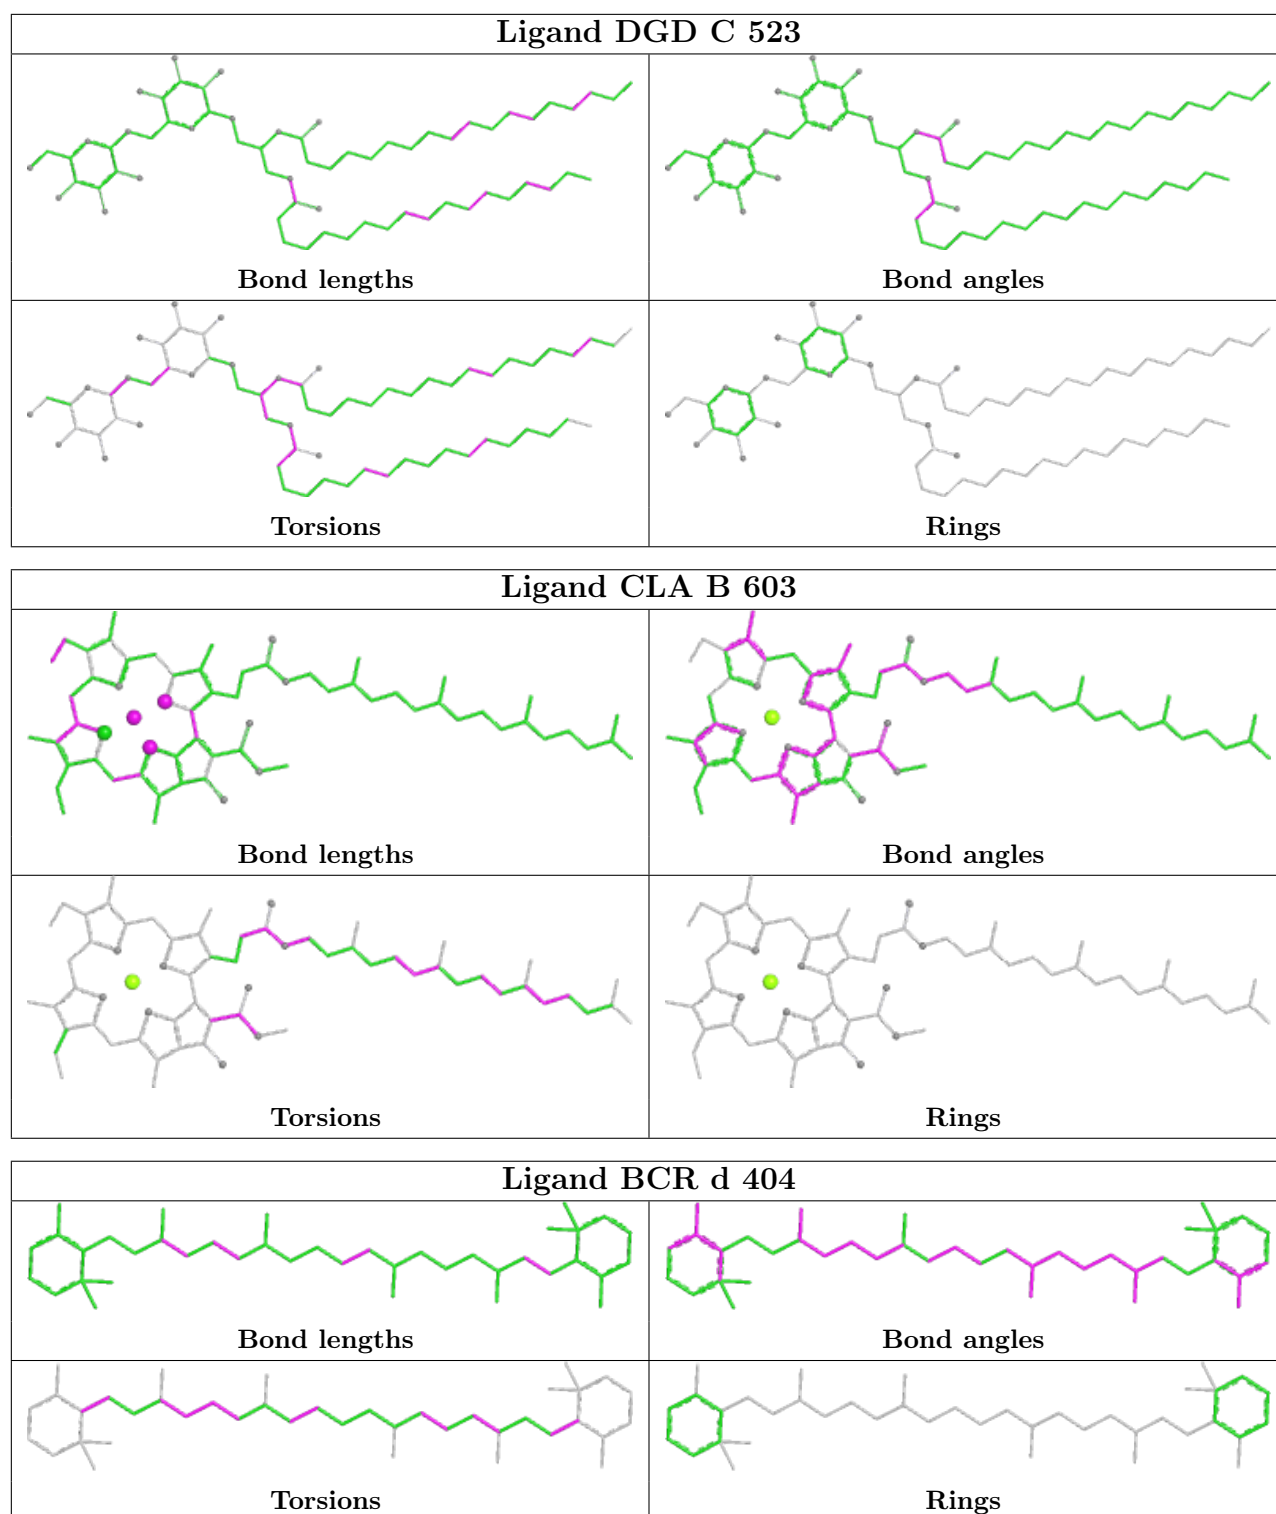 Ligand DGD C 523
Bond lengths
Bond angles
Torsions
Rings
Ligand CLA B 603
Bond lengths
Bond angles
Torsions
Rings
Ligand BCR d 404
Bond lengths
Bond angles
Torsions
Rings